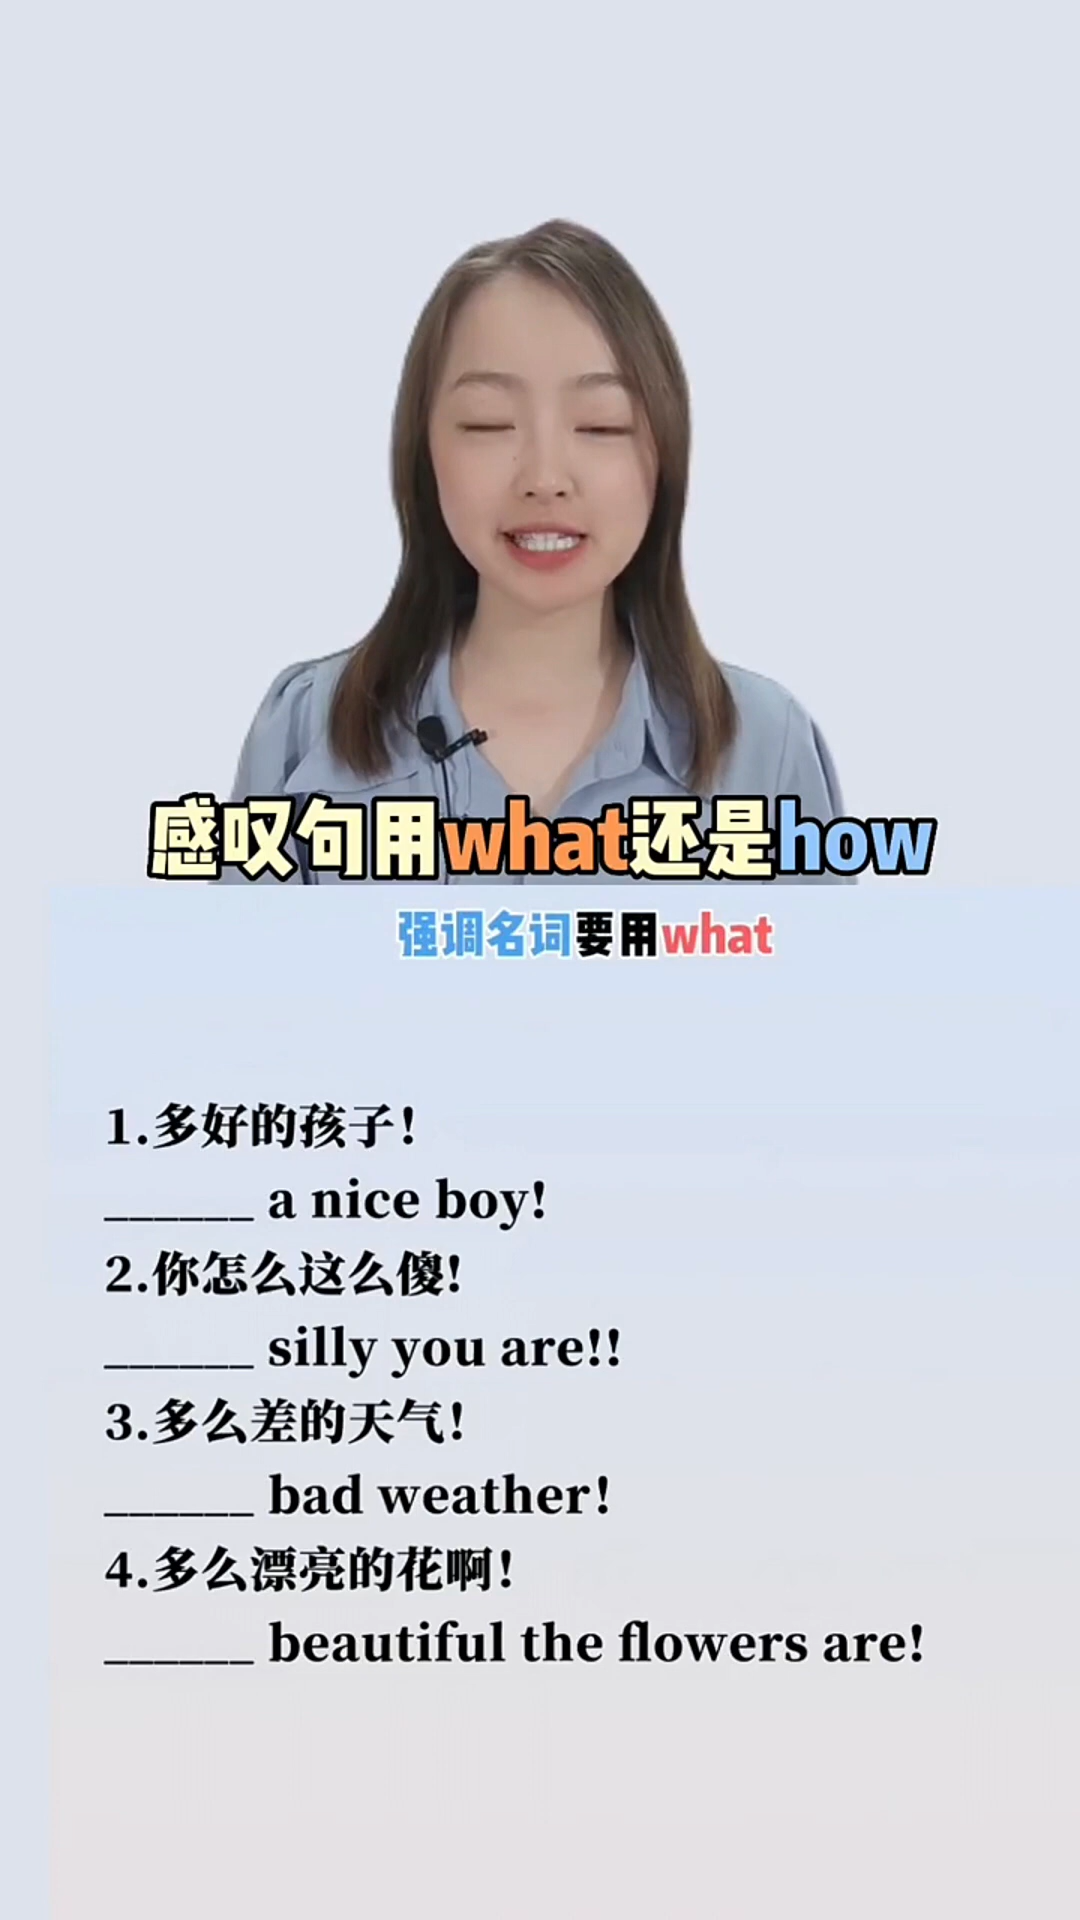 感叹句用what还是how
强调名词要用what
1.多好的孩子！
______ a nice boy!
2.你怎么这么傻！
______ silly you are!!
3.多么差的天气！
______ bad weather!
4.多么漂亮的花啊！
______ beautiful the flowers are!